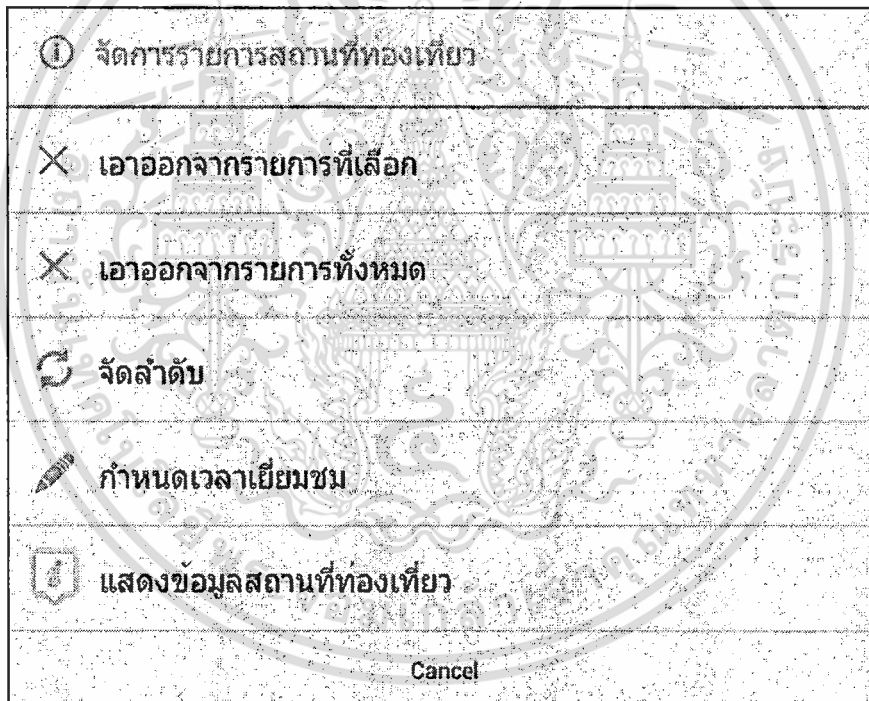 จัดการรายการสถานที่ท่องเที่ยว
เอาออกจากรายการที่เลือก
เอาออกจากรายการทั้งหมด
จัดลำดับ
กำหนดเวลาเยี่ยมชม
แสดงข้อมูลสถานที่ท่องเที่ยว
Cancel